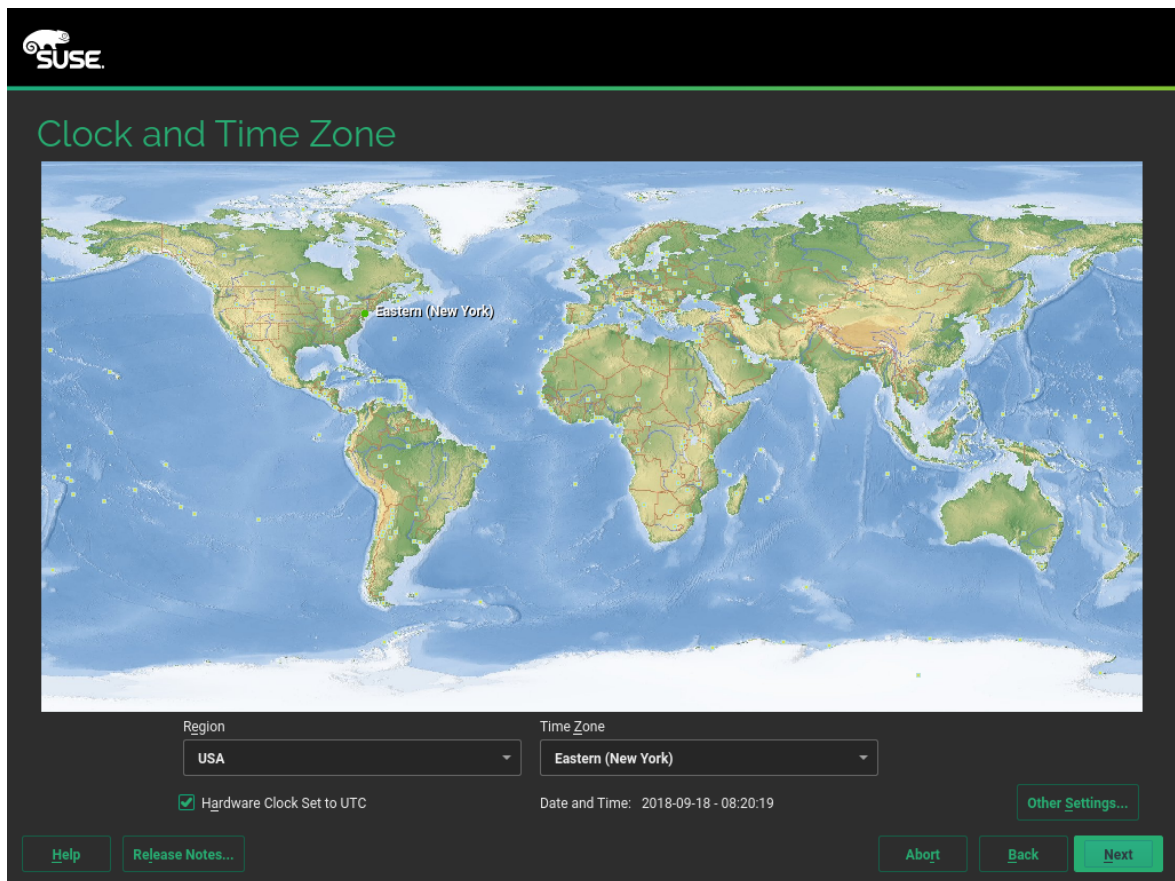 SUSE.
Clock and Time Zone
Eastern (New York)
Region
Time Zone
USA
Eastern (New York)
Hardware Clock Set to UTC
Date and Time: 2018-09-18 - 08:20:19
Other Settings...
Help
Release Notes...
Abort
Back
Next